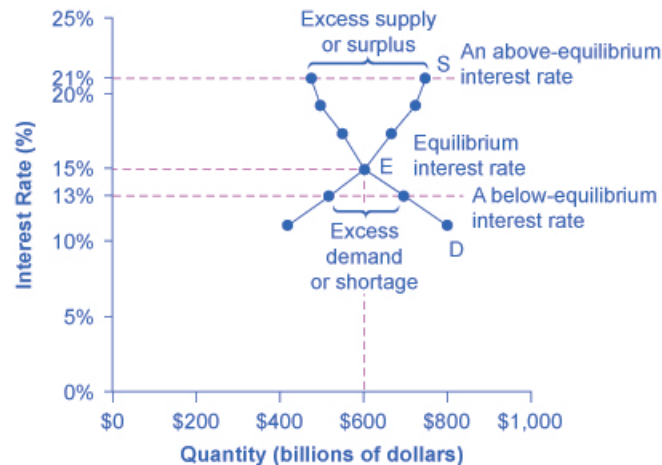 Excess supply
or surplus
25%
S
An above-equilibrium
interest rate
21%
20%
Interest Rate (%)
Equilibrium
interest rate
E
15%
13%
A below-equilibrium
interest rate
Excess
demand
or shortage
D
10%
5%
0%
$0 $200 $400 $600 $800 $1,000
Quantity (billions of dollars)